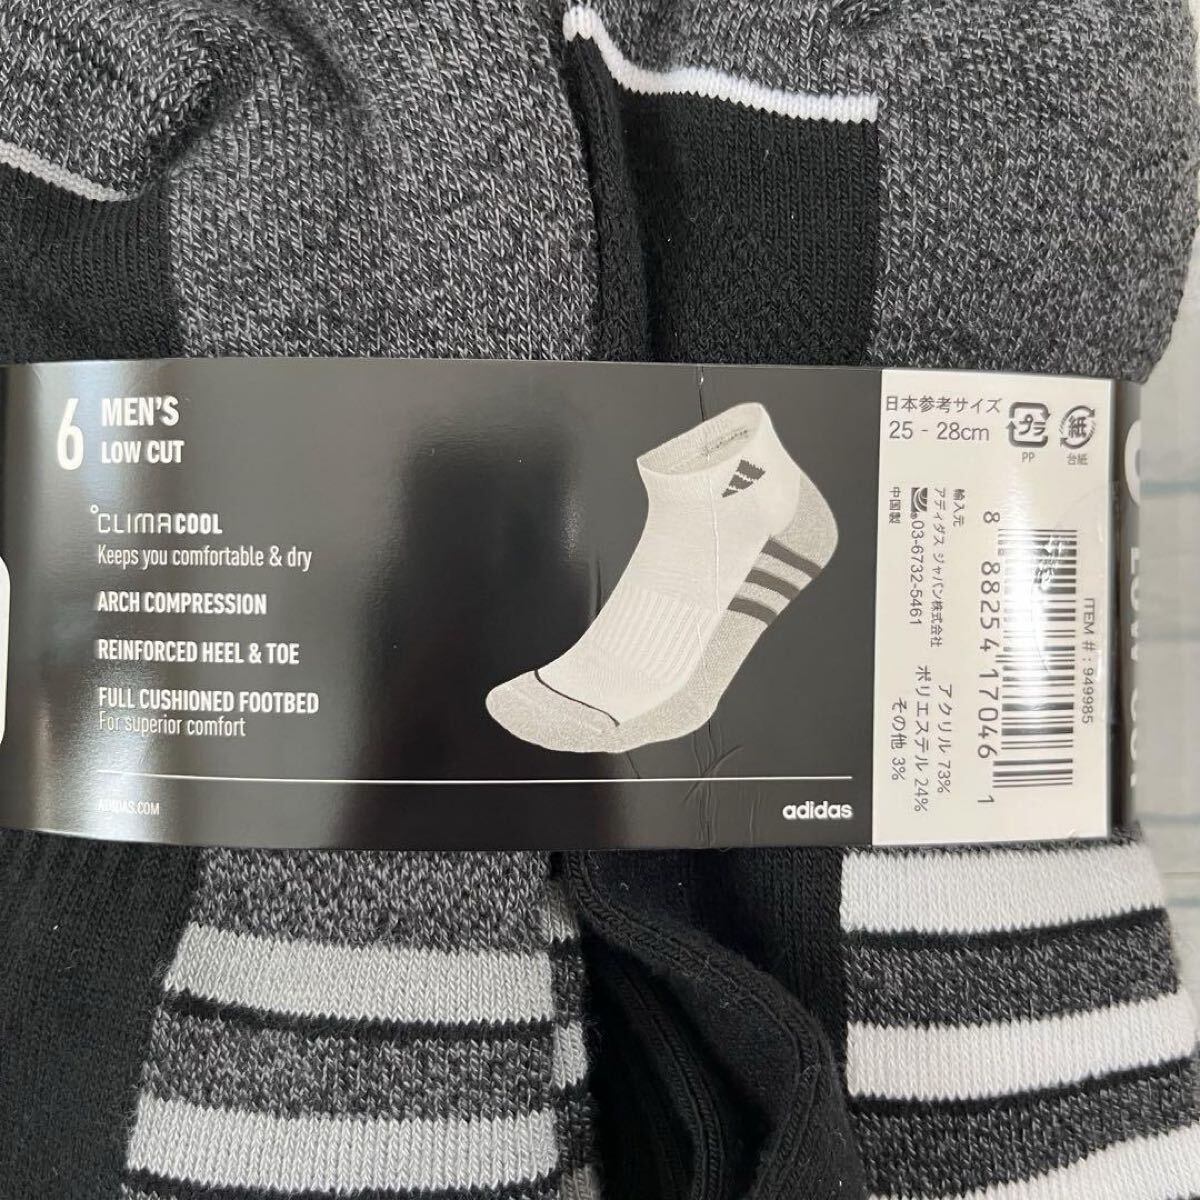 6
MEN'S
LOW CUT
CLIMACOOL
Keeps you comfortable & dry
ARCH COMPRESSION
REINFORCED HEEL & TOE
FULL CUSHIONED FOOTBED
For superior comfort
ADIDAS.COM
adidas
日本参考サイズ
25 - 28cm
プラ
PP
紙
台紙
輸入元
アディダス ジャパン株式会社
03-6732-5461
中国製
アクリル 73%
ポリエステル 24%
その他 3%
8 88254 17046 1
ITEM # : 949985